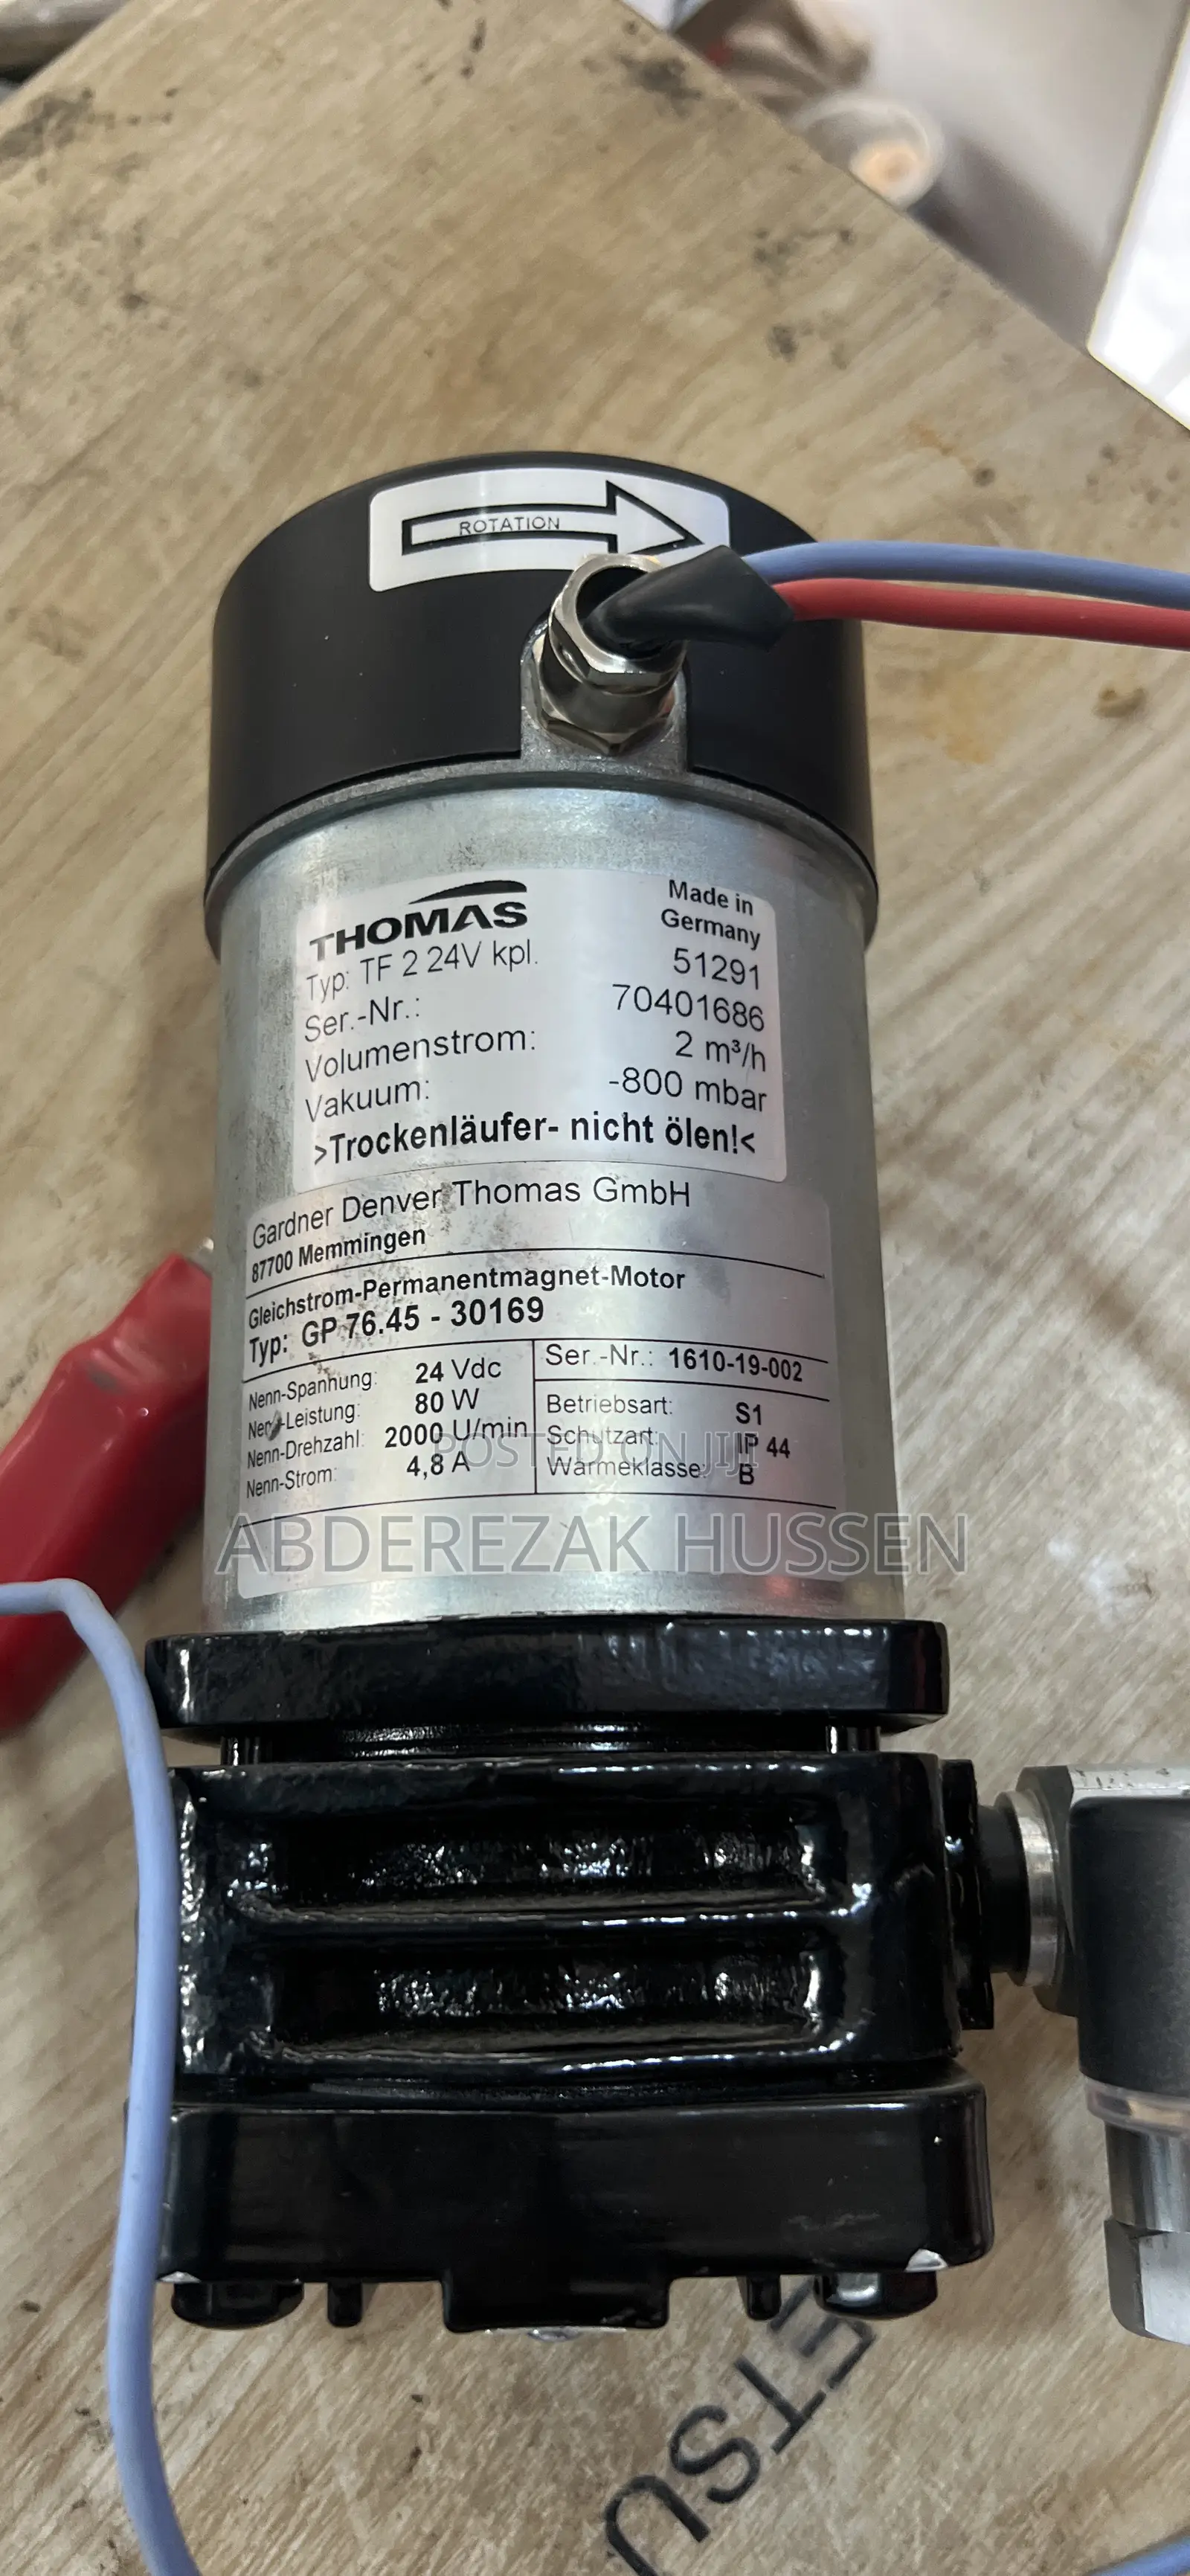 ROTATION
THOMAS
Made in
Germany
Typ: TF 2 24V kpl. 51291
Ser.-Nr.: 70401686
Volumenstrom: 2 m³/h
Vakuum: -800 mbar
>Trockenläufer- nicht ölen!<
Gardner Denver Thomas GmbH
87700 Memmingen
Gleichstrom-Permanentmagnet-Motor
Typ: GP 76.45 - 30169
Nenn-Spannung: 24 Vdc
Nenn-Leistung: 80 W
Nenn-Drehzahl: 2000 U/min
Nenn-Strom: 4,8 A
Ser.-Nr.: 1610-19-002
Betriebsart: S1
Schutzart: IP 44
Wärmeklasse: B
POSTED ON JIJI
ABDEREZAK HUSSEN